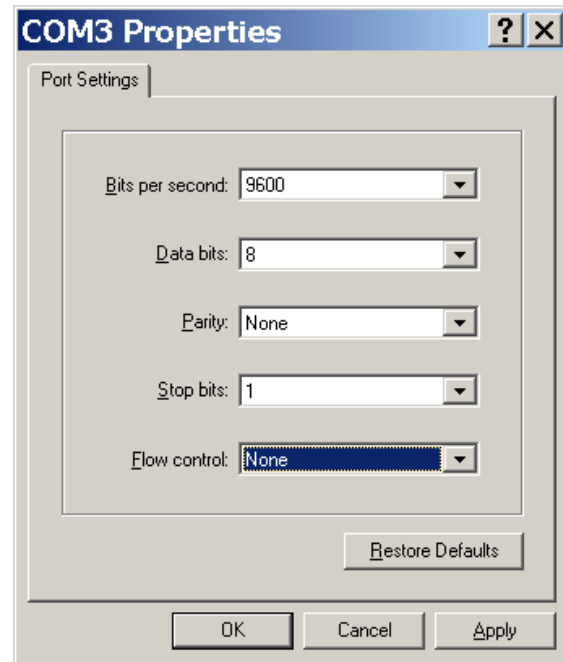 COM3 Properties
Port Settings
Bits per second: 9600
Data bits: 8
Parity: None
Stop bits: 1
Flow control: None
Restore Defaults
OK Cancel Apply